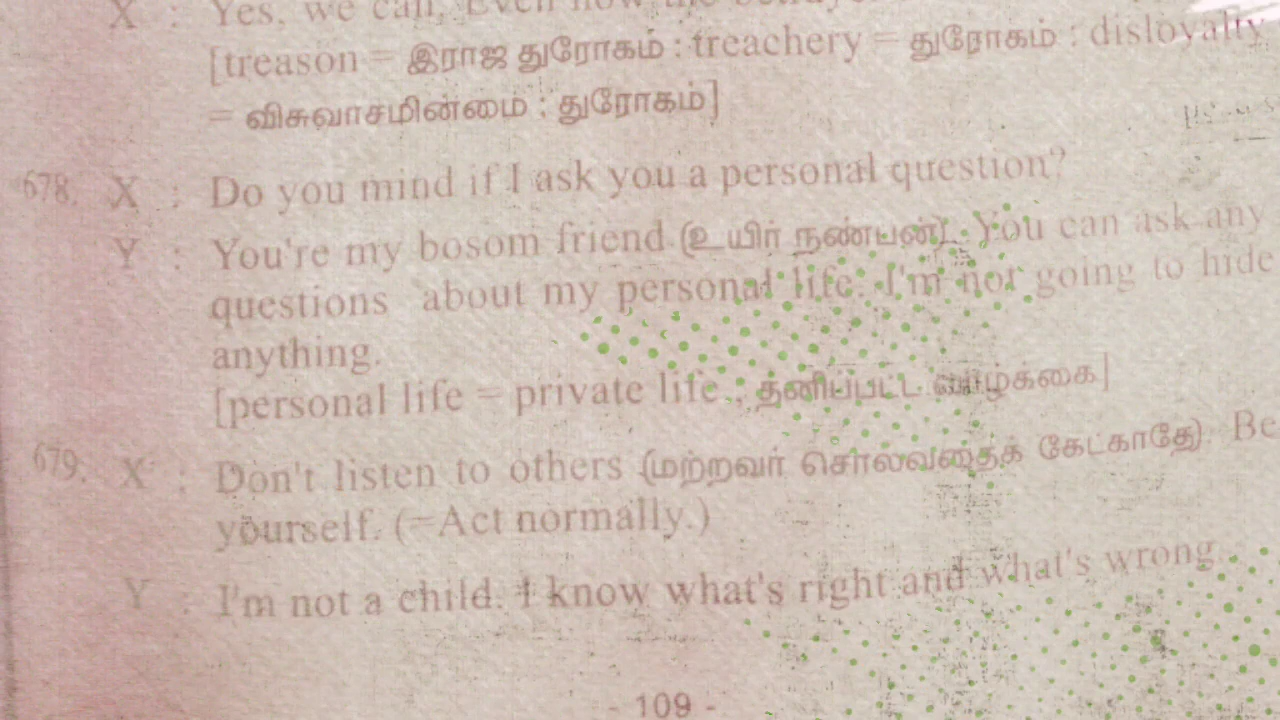 X : Yes, we can, Even now the
[treason = இராஜ துரோகம் : treachery = துரோகம் : disloyalty
= விசுவாசமின்மை : துரோகம்]
678. X : Do you mind if I ask you a personal question?
Y : You're my bosom friend (உயிர் நண்பன்). You can ask any
questions about my personal life. I'm not going to hide
anything.
[personal life = private life : தனிப்பட்ட வாழ்க்கை]
679. X : Don't listen to others (மற்றவர் சொல்வதைக் கேட்காதே). Be
yourself. (=Act normally.)
Y : I'm not a child. I know what's right and what's wrong.
- 109 -